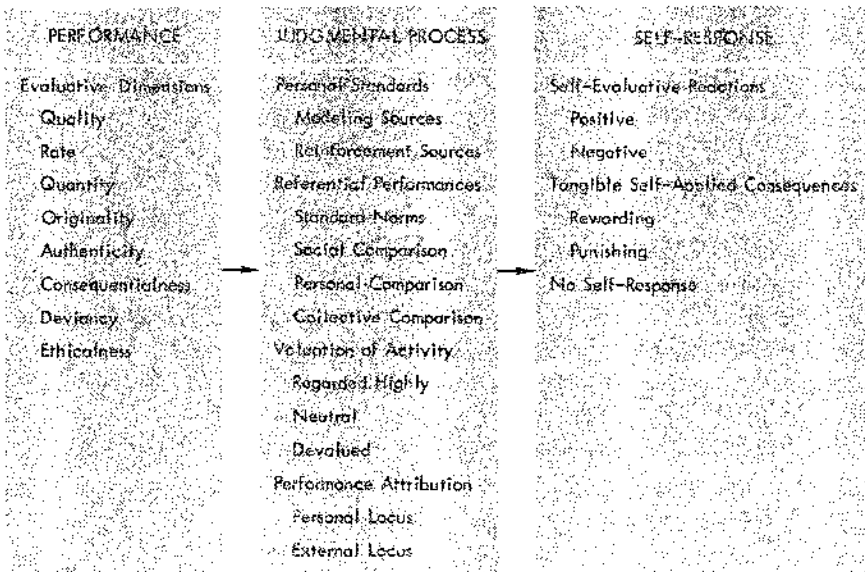 PERFORMANCE
Evaluative Dimensions
Quality
Rate
Quantity
Originality
Authenticity
Consequentialness
Deviancy
Ethicalness
JUDGMENTAL PROCESS
Personal Standards
Modeling Sources
Reinforcement Sources
Referential Performances
Standard Norms
Social Comparison
Personal Comparison
Collective Comparison
Valuation of Activity
Regarded Highly
Neutral
Devalued
Performance Attribution
Personal Locus
External Locus
SELF-RESPONSE
Self-Evaluative Reactions
Positive
Negative
Tangible Self-Applied Consequences
Rewarding
Punishing
No Self-Response